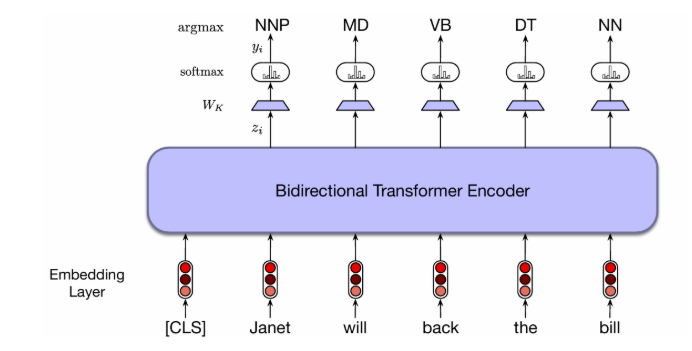 argmax NNP MD VB DT NN
y_i
softmax
W_K
z_i
Bidirectional Transformer Encoder
Embedding
Layer
[CLS] Janet will back the bill